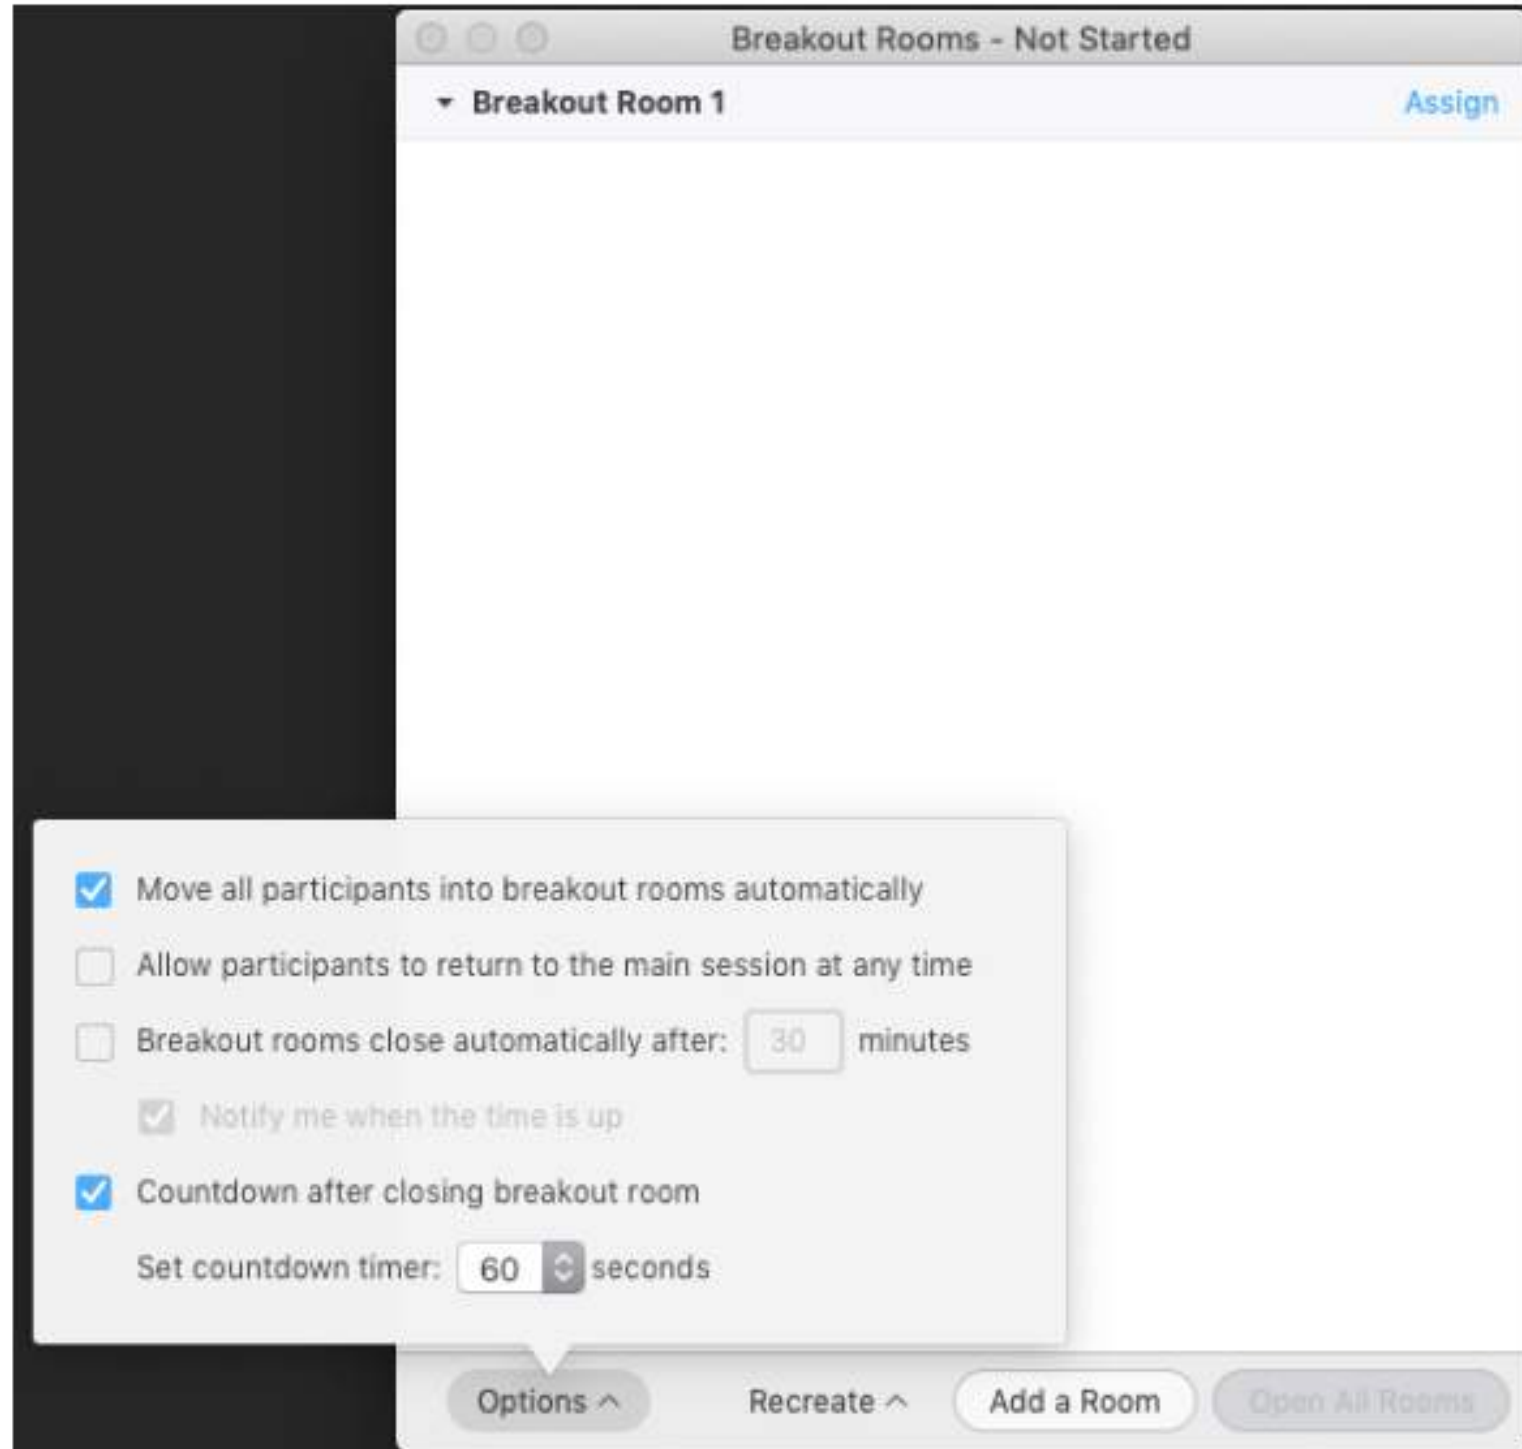 Breakout Rooms - Not Started
Breakout Room 1 Assign
Move all participants into breakout rooms automatically
Allow participants to return to the main session at any time
Breakout rooms close automatically after: 30 minutes
Notify me when the time is up
Countdown after closing breakout room
Set countdown timer: 60 seconds
Options Recreate Add a Room Open All Rooms